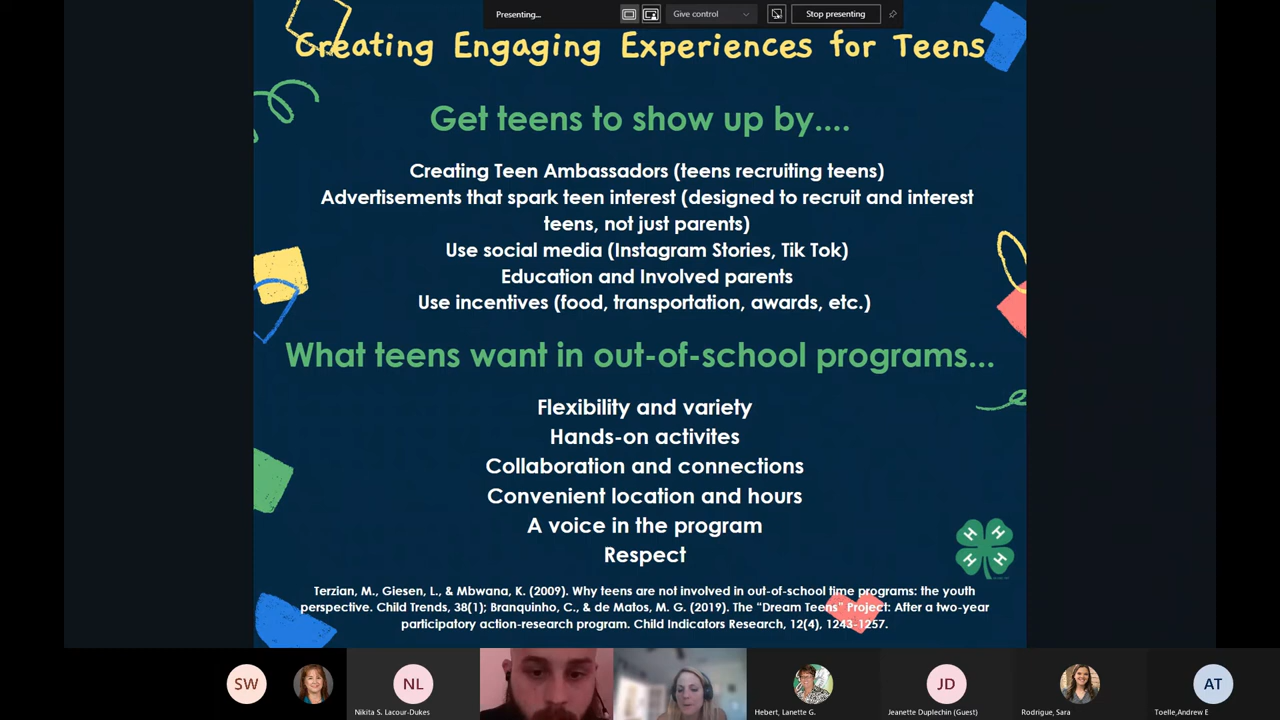 Presenting...
Give control
Stop presenting
Creating Engaging Experiences for Teens
Get teens to show up by....
Creating Teen Ambassadors (teens recruiting teens)
Advertisements that spark teen interest (designed to recruit and interest
teens, not just parents)
Use social media (Instagram Stories, Tik Tok)
Education and Involved parents
Use incentives (food, transportation, awards, etc.)
What teens want in out-of-school programs...
Flexibility and variety
Hands-on activites
Collaboration and connections
Convenient location and hours
A voice in the program
Respect
H H
H H
Terzian, M., Giesen, L., & Mbwana, K. (2009). Why teens are not involved in out-of-school time programs: the youth
perspective. Child Trends, 38(1); Branquinho, C., & de Matos, M. G. (2019). The “Dream Teens” Project: After a two-year
participatory action-research program. Child Indicators Research, 12(4), 1243-1257.
SW
NL
JD
AT
Nikita S. Lacour-Dukes
Hebert, Lanette G.
Jeanette Duplechin (Guest)
Rodrigue, Sara
Toelle,Andrew E